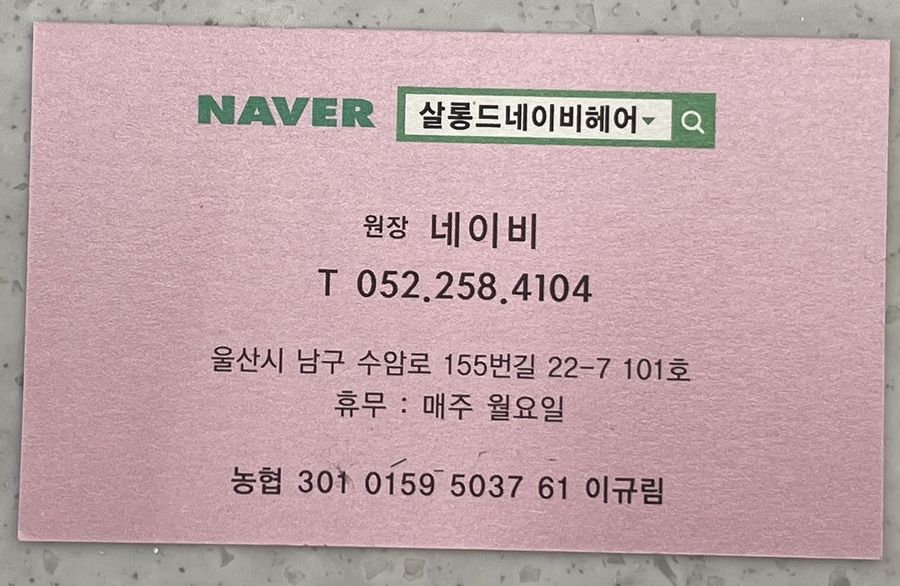 NAVER 살롱드네이비헤어
원장 네이비
T 052.258.4104
울산시 남구 수암로 155번길 22-7 101호
휴무 : 매주 월요일
농협 301 0159 5037 61 이규림